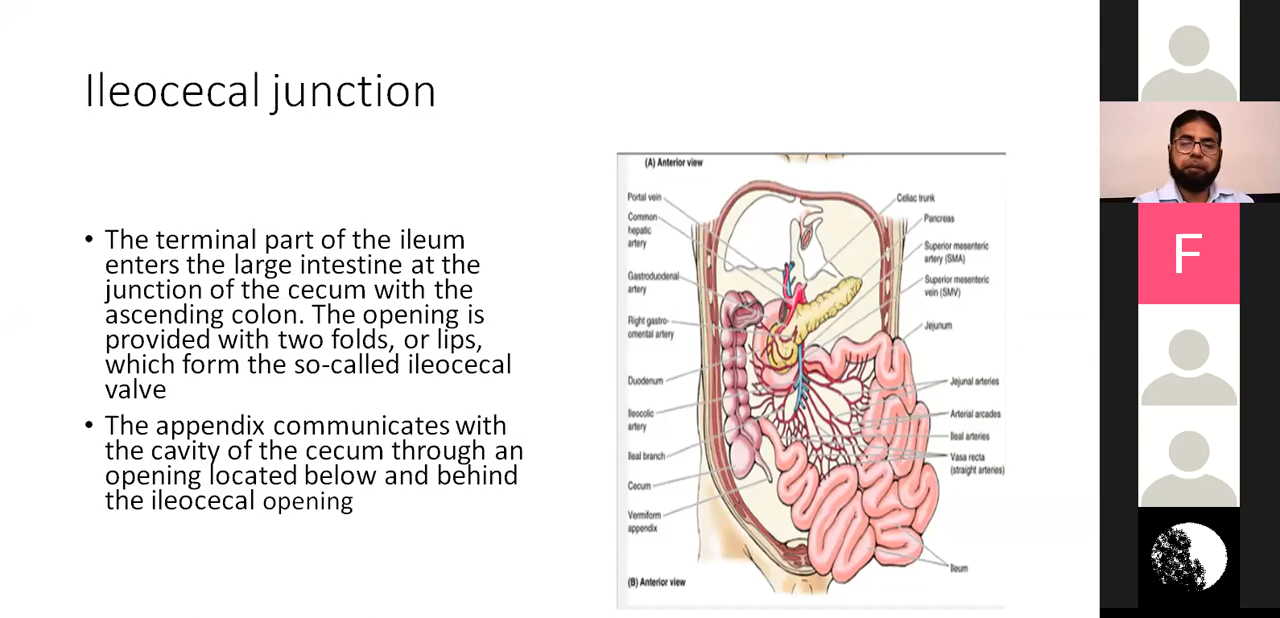 Ileocecal junction
• The terminal part of the ileum
enters the large intestine at the
junction of the cecum with the
ascending colon. The opening is
provided with two folds, or lips,
which form the so-called ileocecal
valve
• The appendix communicates with
the cavity of the cecum through an
opening located below and behind
the ileocecal opening
(A) Anterior view
Portal vein
Common
hepatic
artery
Gastroduodenal
artery
Right gastro-
omental artery
Duodenum
Ileocolic
artery
Ileal branch
Cecum
Vermiform
appendix
(B) Anterior view
Celiac trunk
Pancreas
Superior mesenteric
artery (SMA)
Superior mesenteric
vein (SMV)
Jejunum
Jejunal arteries
Arterial arcades
Ileal arteries
Vasa recta
(straight arteries)
Ileum
F